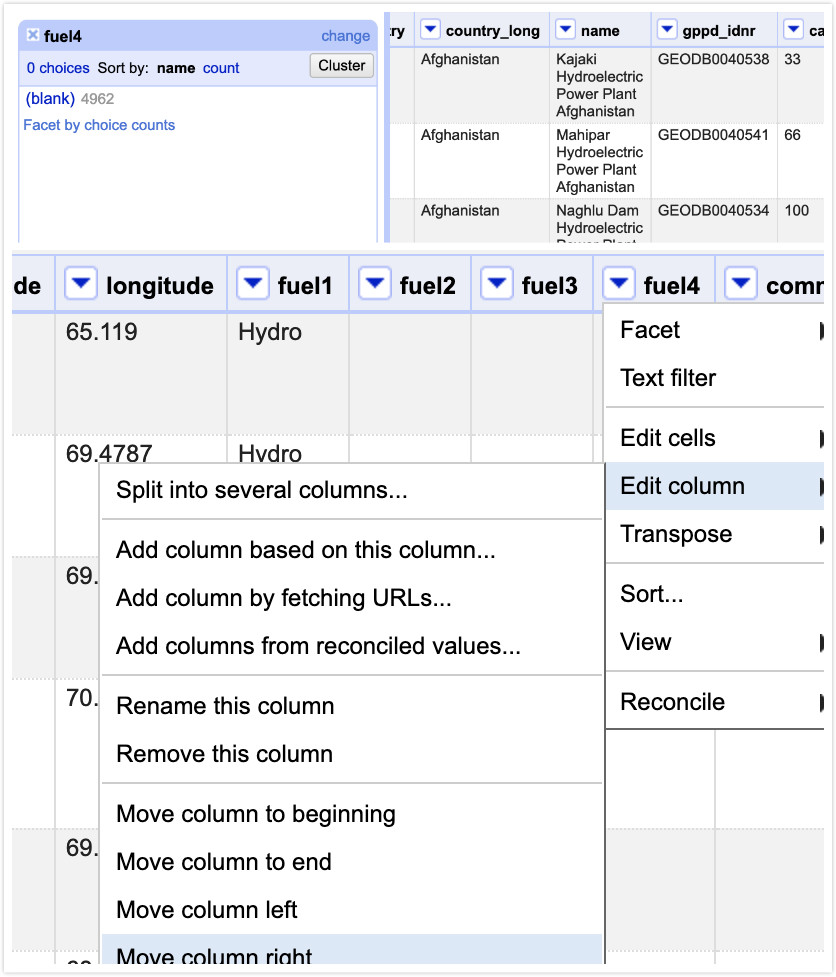 fuel4 change
0 choices Sort by: name count Cluster
(blank) 4962
Facet by choice counts
ry country_long name gppd_idnr ca
Afghanistan Kajaki GEODB0040538 33
Hydroelectric
Power Plant
Afghanistan
Afghanistan Mahipar GEODB0040541 66
Hydroelectric
Power Plant
Afghanistan
Afghanistan Naghlu Dam GEODB0040534 100
Hydroelectric
Power Plant
de longitude fuel1 fuel2 fuel3 fuel4 comm
65.119 Hydro
69.4787 Hydro
69.
70.
69.
Facet
Text filter
Edit cells
Edit column
Transpose
Sort...
View
Reconcile
Split into several columns...
Add column based on this column...
Add column by fetching URLs...
Add columns from reconciled values...
Rename this column
Remove this column
Move column to beginning
Move column to end
Move column left
Move column right